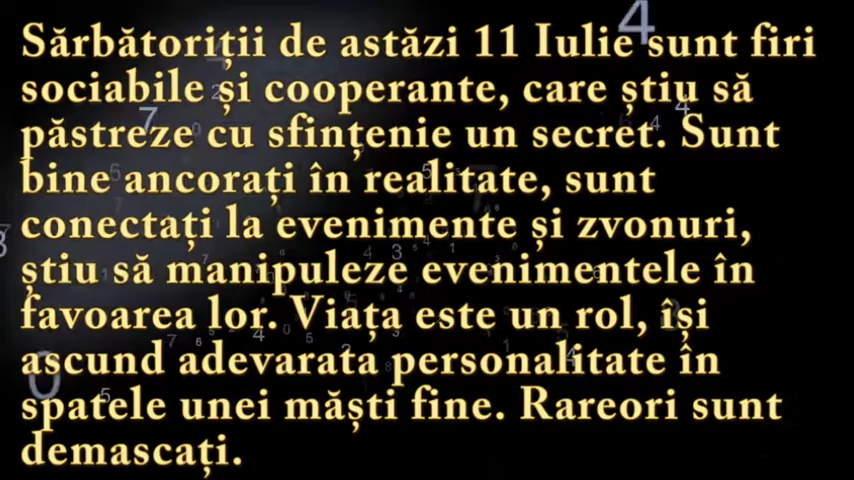 Sărbătoriții de astăzi 11 Iulie sunt firi
sociabile și cooperante, care știu să
păstreze cu sfințenie un secret. Sunt
bine ancorați în realitate, sunt
conectați la evenimente și zvonuri,
știu să manipuleze evenimentele în
favoarea lor. Viața este un rol, își
ascund adevarata personalitate în
spatele unei măști fine. Rareori sunt
demascați.